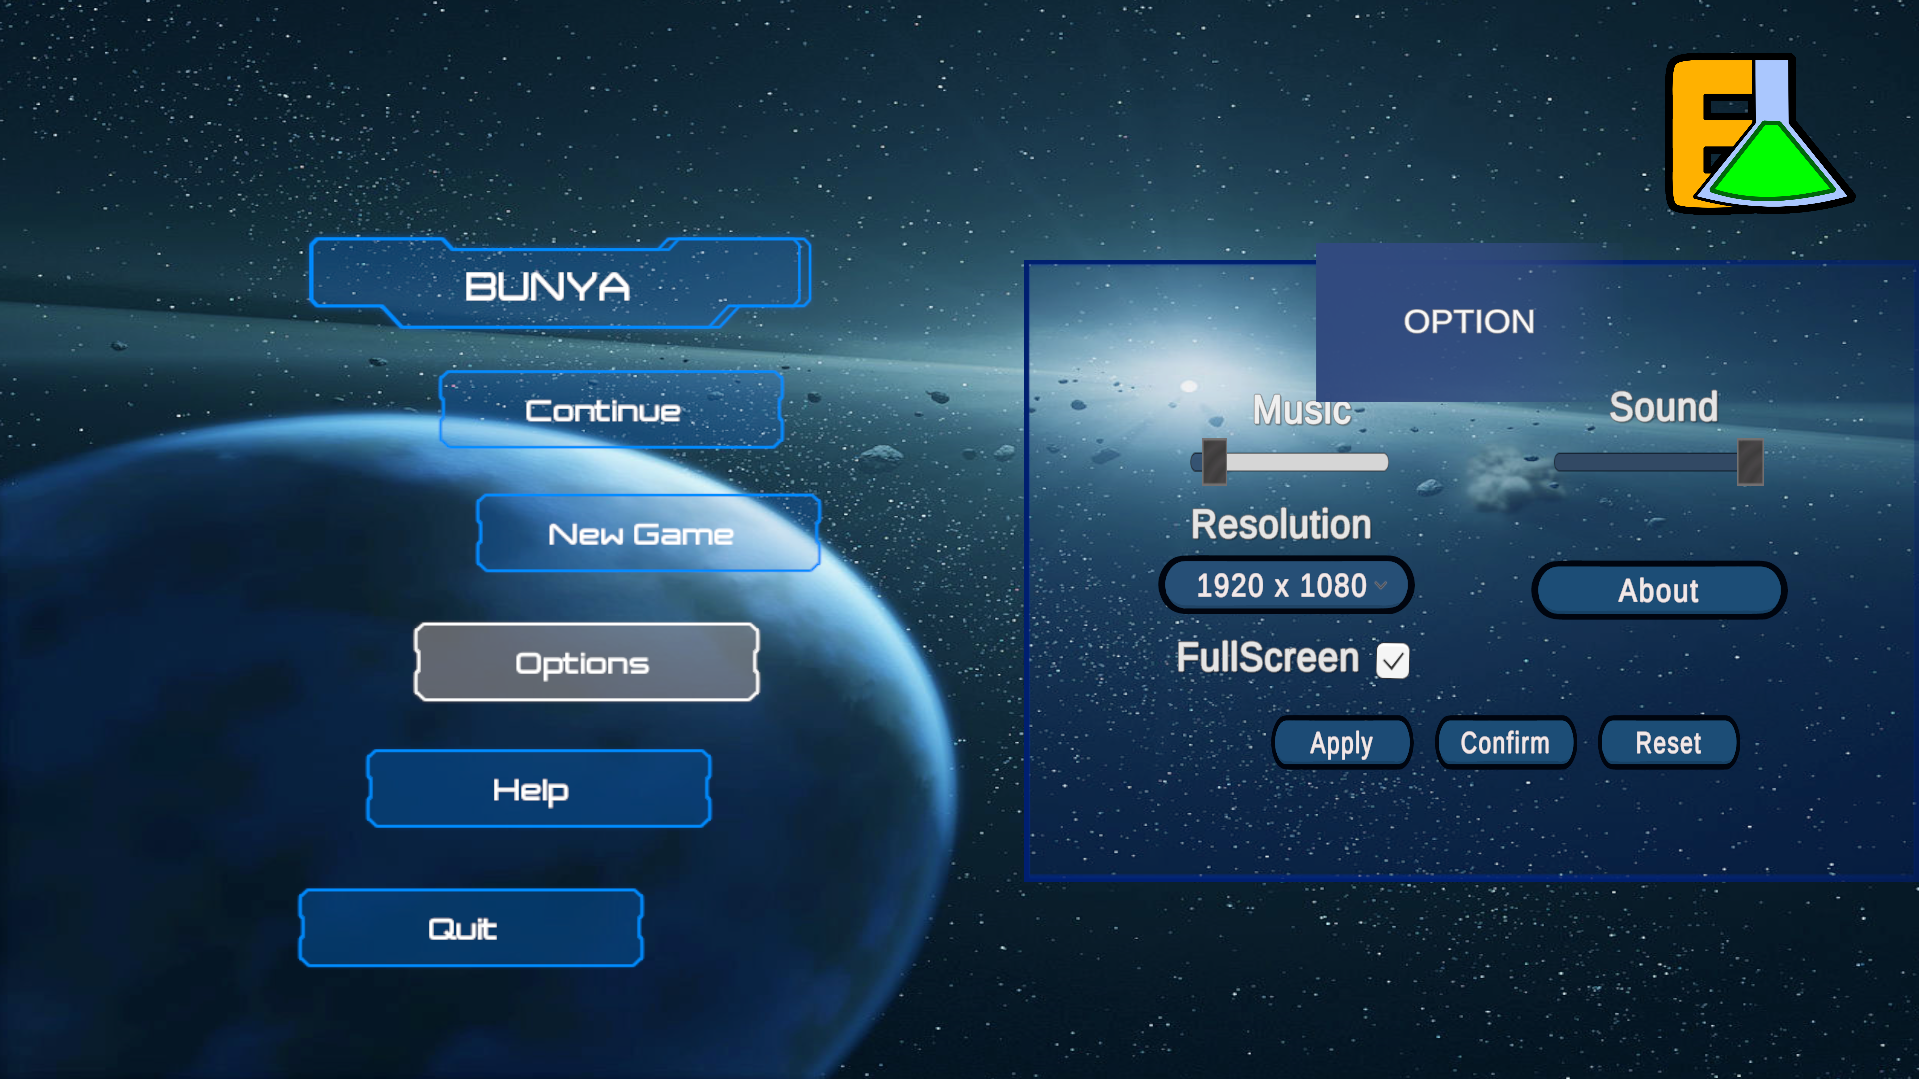 BUNYA
Continue
New Game
Options
Help
Quit
OPTION
Music
Sound
Resolution
1920 x 1080
About
FullScreen
Apply
Confirm
Reset